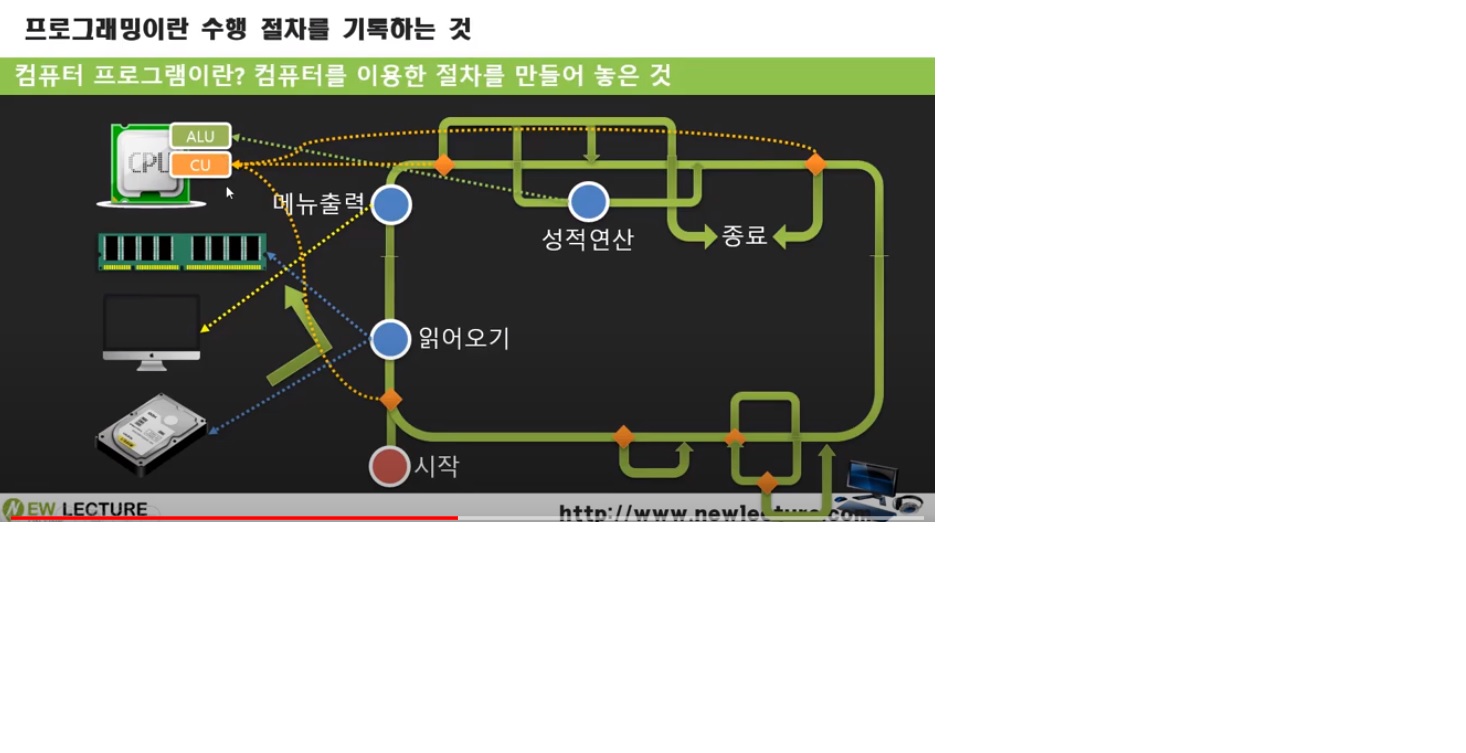 프로그래밍이란 수행 절차를 기록하는 것
컴퓨터 프로그램이란? 컴퓨터를 이용한 절차를 만들어 놓은 것
ALU
CPU
CU
메뉴출력
성적연산
종료
읽어오기
시작
NEW LECTURE
http://www.newlecture.com